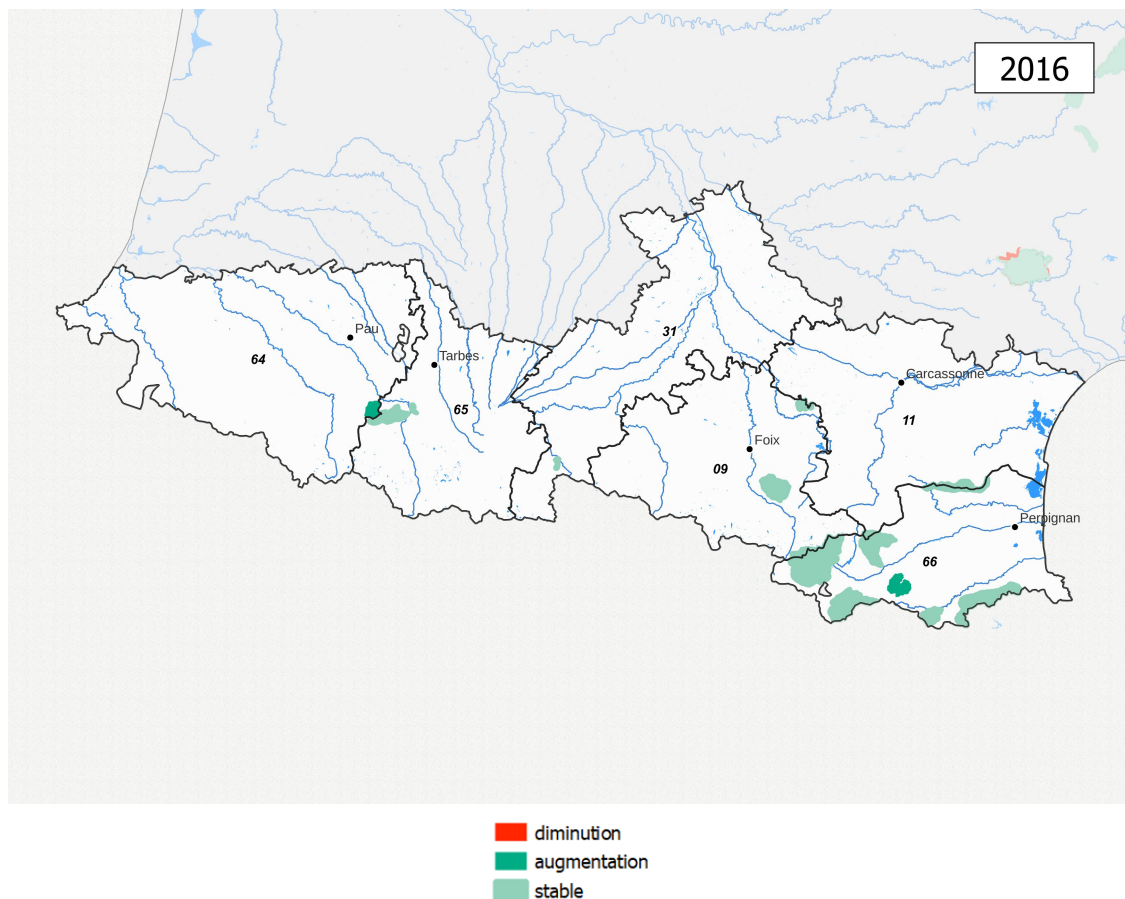 2016
Pau
64
Tarbes
65
31
Carcassonne
11
Foix
09
Perpignan
66
diminution
augmentation
stable